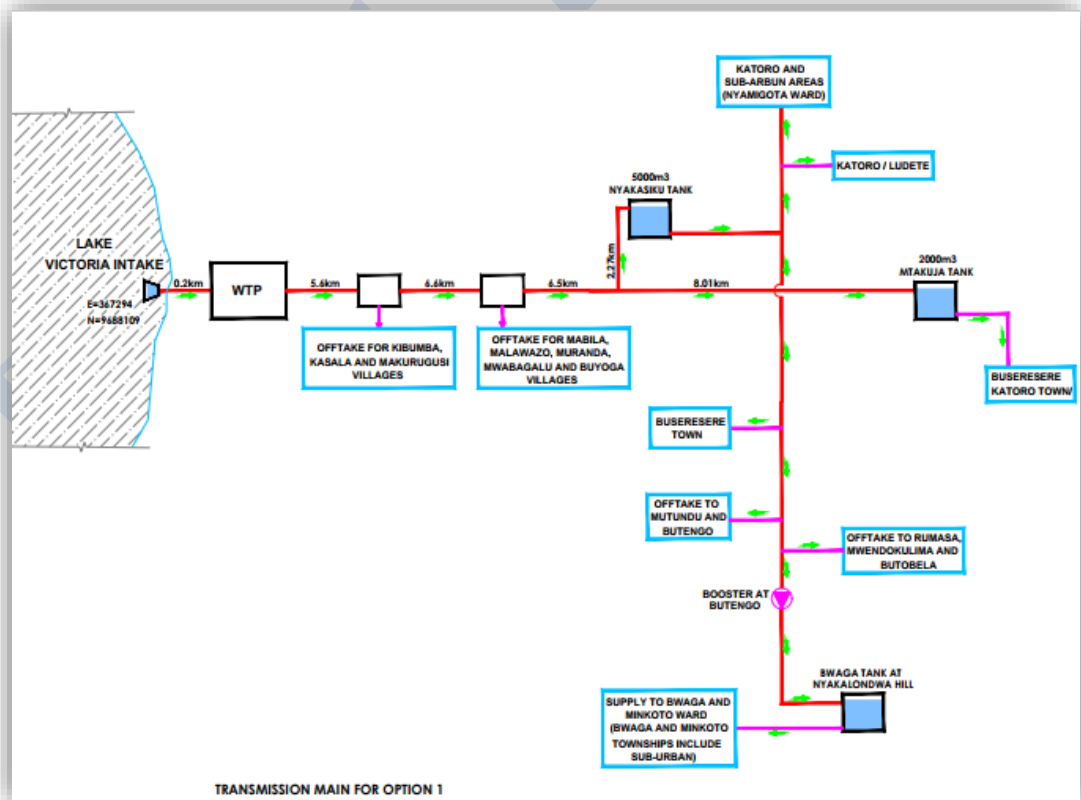 KATORO AND
SUB-ARBUN AREAS
(NYAMIGOTA WARD)
KATORO / LUDETE
5000m3
NYAKASIKU TANK
2.27km
LAKE
VICTORIA INTAKE
E=367294
N=9688109
0.2km
WTP
5.6km
6.6km
6.5km
8.01km
2000m3
MTAKUJA TANK
OFFTAKE FOR KIBUMBA,
KASALA AND MAKURUGUSI
VILLAGES
OFFTAKE FOR MABILA,
MALAWAZO, MURANDA,
MWABAGALU AND BUYOGA
VILLAGES
BUSERESERE
KATORO TOWN/
BUSERESERE
TOWN
OFFTAKE TO
MUTUNDU AND
BUTENGO
OFFTAKE TO RUMASA,
MWENDOKULIMA AND
BUTOBELA
BOOSTER AT
BUTENGO
BWAGA TANK AT
NYAKALONDWA HILL
SUPPLY TO BWAGA AND
MINKOTO WARD
(BWAGA AND MINKOTO
TOWNSHIPS INCLUDE
SUB-URBAN)
TRANSMISSION MAIN FOR OPTION 1